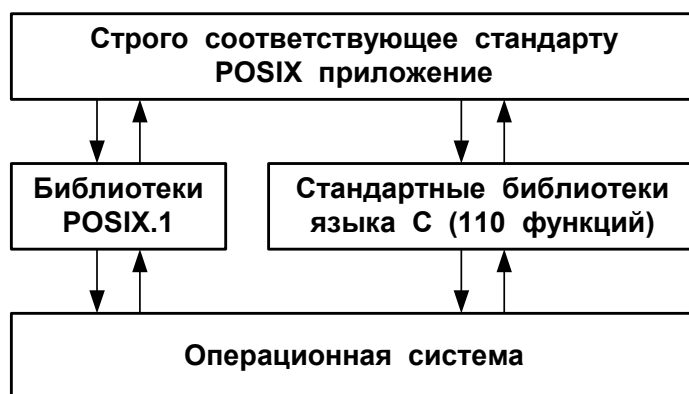 Строго соответствующее стандарту
POSIX приложение
Библиотеки
POSIX.1
Стандартные библиотеки
языка C (110 функций)
Операционная система